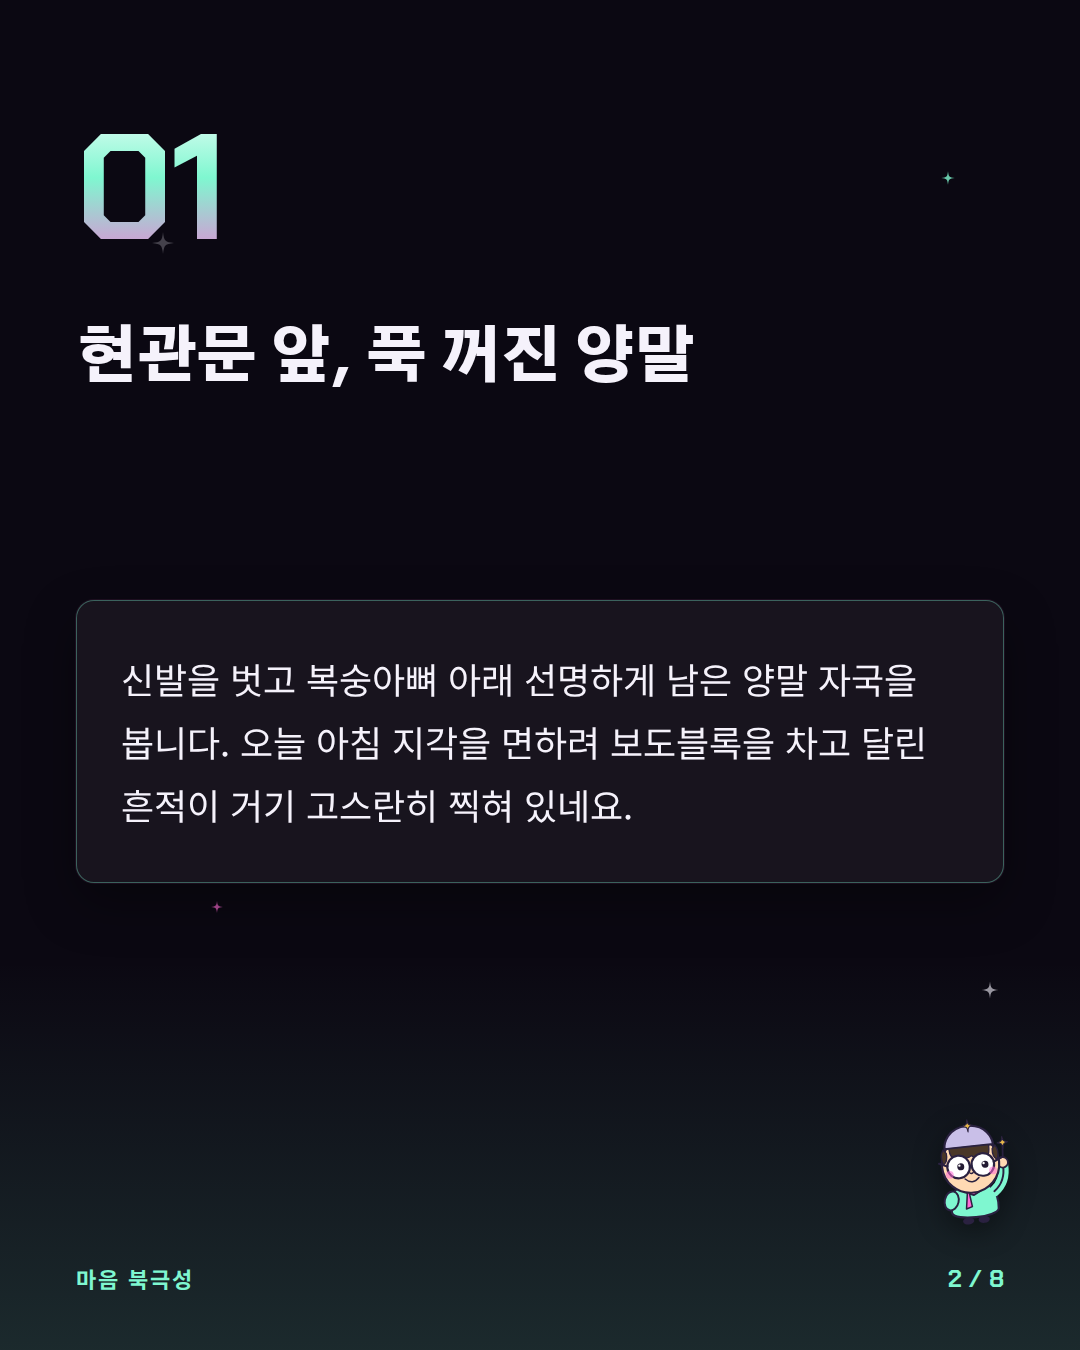 01
현관문 앞, 푹 꺼진 양말
신발을 벗고 복숭아뼈 아래 선명하게 남은 양말 자국을
봅니다. 오늘 아침 지각을 면하려 보도블록을 차고 달린
흔적이 거기 고스란히 찍혀 있네요.
마음 북극성
2 / 8